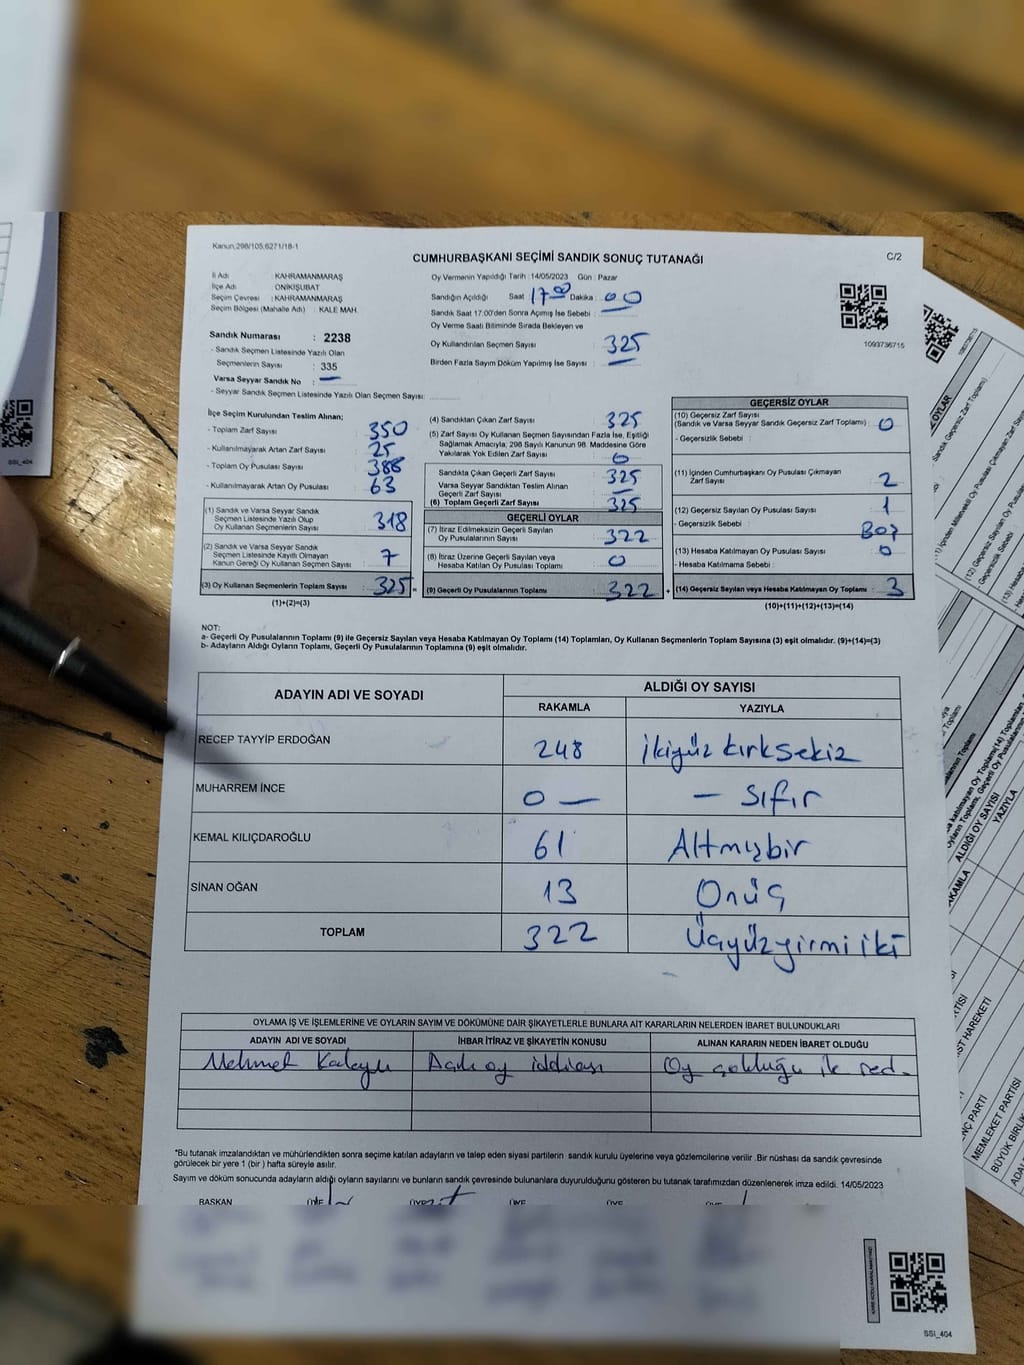 Kanun:298/105;6271/18-1
CUMHURBAŞKANI SEÇİMİ SANDIK SONUÇ TUTANAĞI
C/2
İl Adı : KAHRAMANMARAŞ
İlçe Adı : ONİKİŞUBAT
Seçim Çevresi : KAHRAMANMARAŞ
Seçim Bölgesi (Mahalle Adı) : KALE MAH.
Sandık Numarası : 2238
- Sandık Seçmen Listesinde Yazılı Olan
Seçmenlerin Sayısı : 335
Varsa Seyyar Sandık No : —
- Seyyar Sandık Seçmen Listesinde Yazılı Olan Seçmen Sayısı:
Oy Vermenin Yapıldığı Tarih :14/05/2023 Gün : Pazar
Sandığın Açıldığı Saat 17:00 Dakika : 00
Sandık Saat 17.00'den Sonra Açımış İse Sebebi :
Oy Verme Saati Bitiminde Sırada Bekleyen ve
Oy Kullandırılan Seçmen Sayısı : 325
Birden Fazla Sayım Döküm Yapılmış İse Sayısı : —
1093736715
İlçe Seçim Kurulundan Teslim Alınan;
- Toplam Zarf Sayısı : 350
- Kullanılmayarak Artan Zarf Sayısı : 25
- Toplam Oy Pusulası Sayısı : 388
- Kullanılmayarak Artan Oy Pusulası : 63
(1) Sandık ve Varsa Seyyar Sandık
Seçmen Listesinde Yazılı Olup
Oy Kullanan Seçmenlerin Sayısı : 318
(2) Sandık ve Varsa Seyyar Sandık
Seçmen Listesinde Kayıtlı Olmayan
Kanun Gereği Oy Kullanan Seçmen Sayısı : 7
(3) Oy Kullanan Seçmenlerin Toplam Sayısı : 325
(1)+(2)=(3)
(4) Sandıktan Çıkan Zarf Sayısı : 325
(5) Zarf Sayısı Oy Kullanan Seçmen Sayısından Fazla İse, Eşitliği
Sağlamak Amacıyla, 298 Sayılı Kanunun 98. Maddesine Göre
Yakılarak Yok Edilen Zarf Sayısı : 0
Sandıkta Çıkan Geçerli Zarf Sayısı : 325
Varsa Seyyar Sandıktan Teslim Alınan
Geçerli Zarf Sayısı : —
(6) Toplam Geçerli Zarf Sayısı : 325
GEÇERLİ OYLAR
(7) İtiraz Edilmeksizin Geçerli Sayılan
Oy Pusulalarının Sayısı : 322
(8) İtiraz Üzerine Geçerli Sayılan veya
Hesaba Katılan Oy Pusulası Toplamı : 0
(9) Geçerli Oy Pusulalarının Toplamı : 322
GEÇERSİZ OYLAR
(10) Geçersiz Zarf Sayısı
(Sandık ve Varsa Seyyar Sandık Geçersiz Zarf Toplamı) : 0
- Geçersizlik Sebebi :
(11) İçinden Cumhurbaşkanı Oy Pusulası Çıkmayan
Zarf Sayısı : 2
(12) Geçersiz Sayılan Oy Pusulası Sayısı : 1
- Geçersizlik Sebebi :
(13) Hesaba Katılmayan Oy Pusulası Sayısı : 0
- Hesaba Katılmama Sebebi :
(14) Geçersiz Sayılan veya Hesaba Katılmayan Oy Toplamı : 3
(10)+(11)+(12)+(13)=(14)
NOT:
a- Geçerli Oy Pusulalarının Toplamı (9) ile Geçersiz Sayılan veya Hesaba Katılmayan Oy Toplamı (14) Toplamları, Oy Kullanan Seçmenlerin Toplam Sayısına (3) eşit olmalıdır. (9)+(14)=(3)
b- Adayların Aldığı Oyların Toplamı, Geçerli Oy Pusulalarının Toplamına (9) eşit olmalıdır.
ADAYIN ADI VE SOYADI
ALDIĞI OY SAYISI
RAKAMLA YAZIYLA
RECEP TAYYİP ERDOĞAN 248 ikiyüz kırksekiz
MUHARREM İNCE 0 — — Sıfır
KEMAL KILIÇDAROĞLU 61 Altmışbir
SİNAN OĞAN 13 Onüç
TOPLAM 322 Üçyüzyirmi iki
OYLAMA İŞ VE İŞLEMLERİNE VE OYLARIN SAYIM VE DÖKÜMÜNE DAİR ŞİKAYETLERLE BUNLARA AİT KARARLARIN NELERDEN İBARET BULUNDUKLARI
ADAYIN ADI VE SOYADI İHBAR İTİRAZ VE ŞİKAYETİN KONUSU ALINAN KARARIN NEDEN İBARET OLDUĞU
Mehmet oy iddiası Oy red.
*Bu tutanak imzalandıktan ve mühürlendikten sonra seçime katılan adayların ve talep eden siyasi partilerin sandık kurulu üyelerine veya gözlemcilerine verilir .Bir nüshası da sandık çevresinde
görülecek bir yere 1 (bir ) hafta süreyle asılır.
Sayım ve döküm sonucunda adayların aldığı oyların sayılarını ve bunların sandık çevresinde bulunanlara duyurulduğunu gösteren bu tutanak tarafımızdan düzenlenerek imza edildi. 14/05/2023
BAŞKAN ÜYE ÜYE ÜYE
SSI_404
SSI_404
1093736715
(12) Geçersiz
(13) Hesaba
ALDIĞI OY SAYISI
YAZIYLA
MEMLEKET PARTİSİ
BÜYÜK BİRLİK